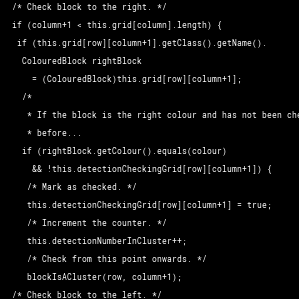 /* Check block to the right. */
if (column+1 < this.grid[column].length) {
if (this.grid[row][column+1].getClass().getName().
ColouredBlock rightBlock
= (ColouredBlock)this.grid[row][column+1];
/*
* If the block is the right colour and has not been che
* before...
if (rightBlock.getColour().equals(colour)
&& !this.detectionCheckingGrid[row][column+1]) {
/* Mark as checked. */
this.detectionCheckingGrid[row][column+1] = true;
/* Increment the counter. */
this.detectionNumberInCluster++;
/* Check from this point onwards. */
blockIsACluster(row, column+1);
/* Check block to the left. */